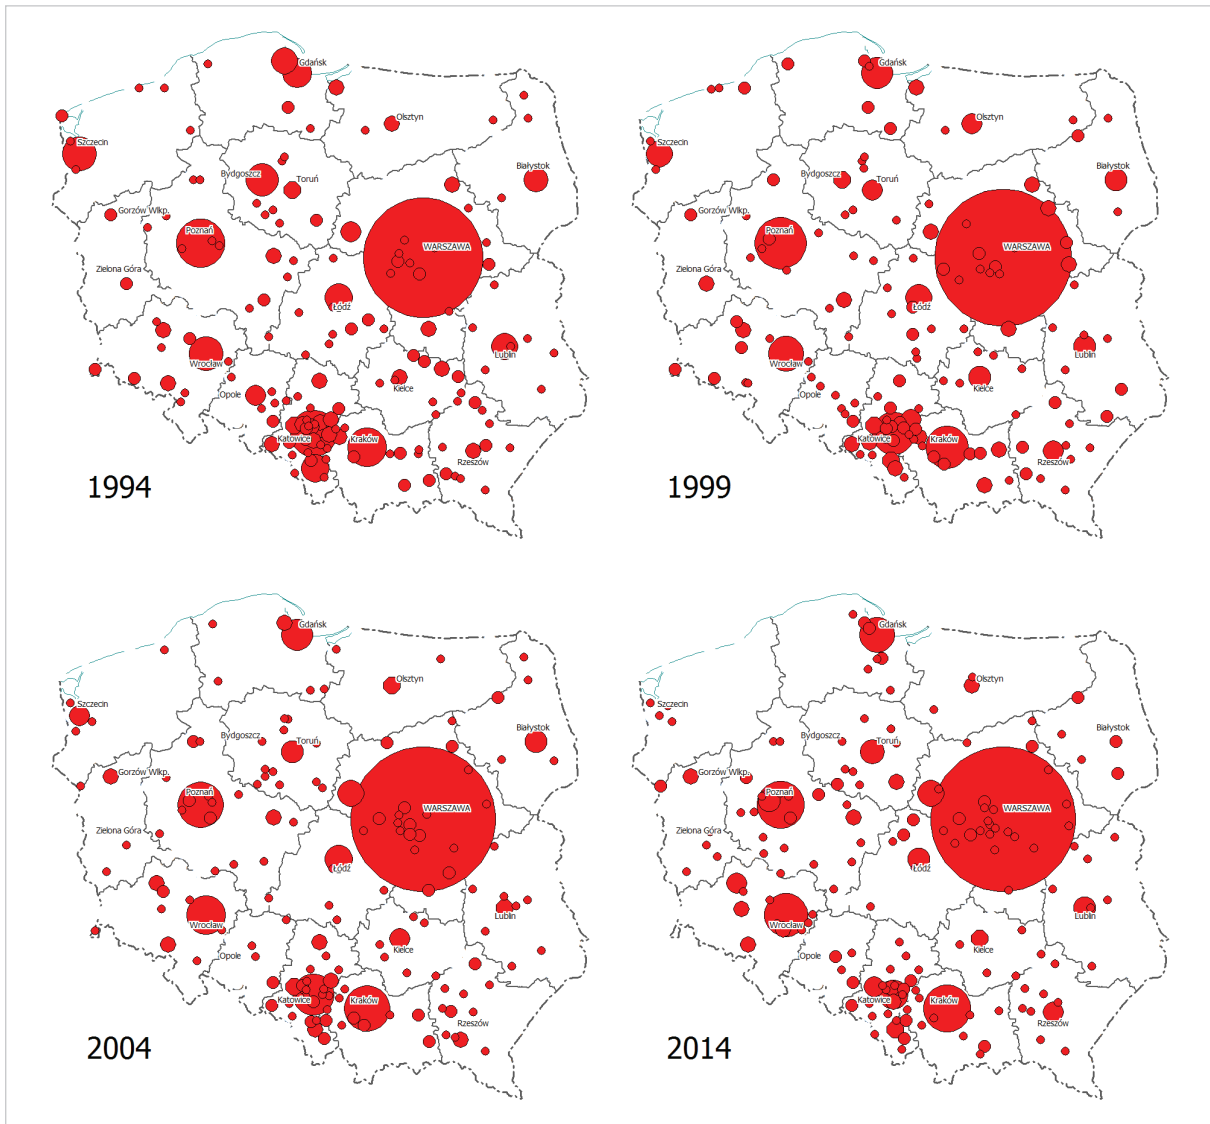 Gdańsk
Olsztyn
Szczecin
Białystok
Bydgoszcz
Toruń
Gorzów Wlkp.
Poznań
WARSZAWA
Zielona Góra
Łódź
Lublin
Wrocław
Opole
Kielce
Katowice
Kraków
Rzeszów
1994
Gdańsk
Olsztyn
Szczecin
Białystok
Bydgoszcz
Toruń
Gorzów Wlkp.
Poznań
WARSZAWA
Zielona Góra
Łódź
Lublin
Wrocław
Opole
Kielce
Katowice
Kraków
Rzeszów
1999
Gdańsk
Olsztyn
Szczecin
Białystok
Bydgoszcz
Toruń
Gorzów Wlkp.
Poznań
WARSZAWA
Zielona Góra
Łódź
Lublin
Wrocław
Opole
Kielce
Katowice
Kraków
Rzeszów
2004
Gdańsk
Olsztyn
Szczecin
Białystok
Bydgoszcz
Toruń
Gorzów Wlkp.
Poznań
WARSZAWA
Zielona Góra
Łódź
Lublin
Wrocław
Opole
Kielce
Katowice
Kraków
Rzeszów
2014